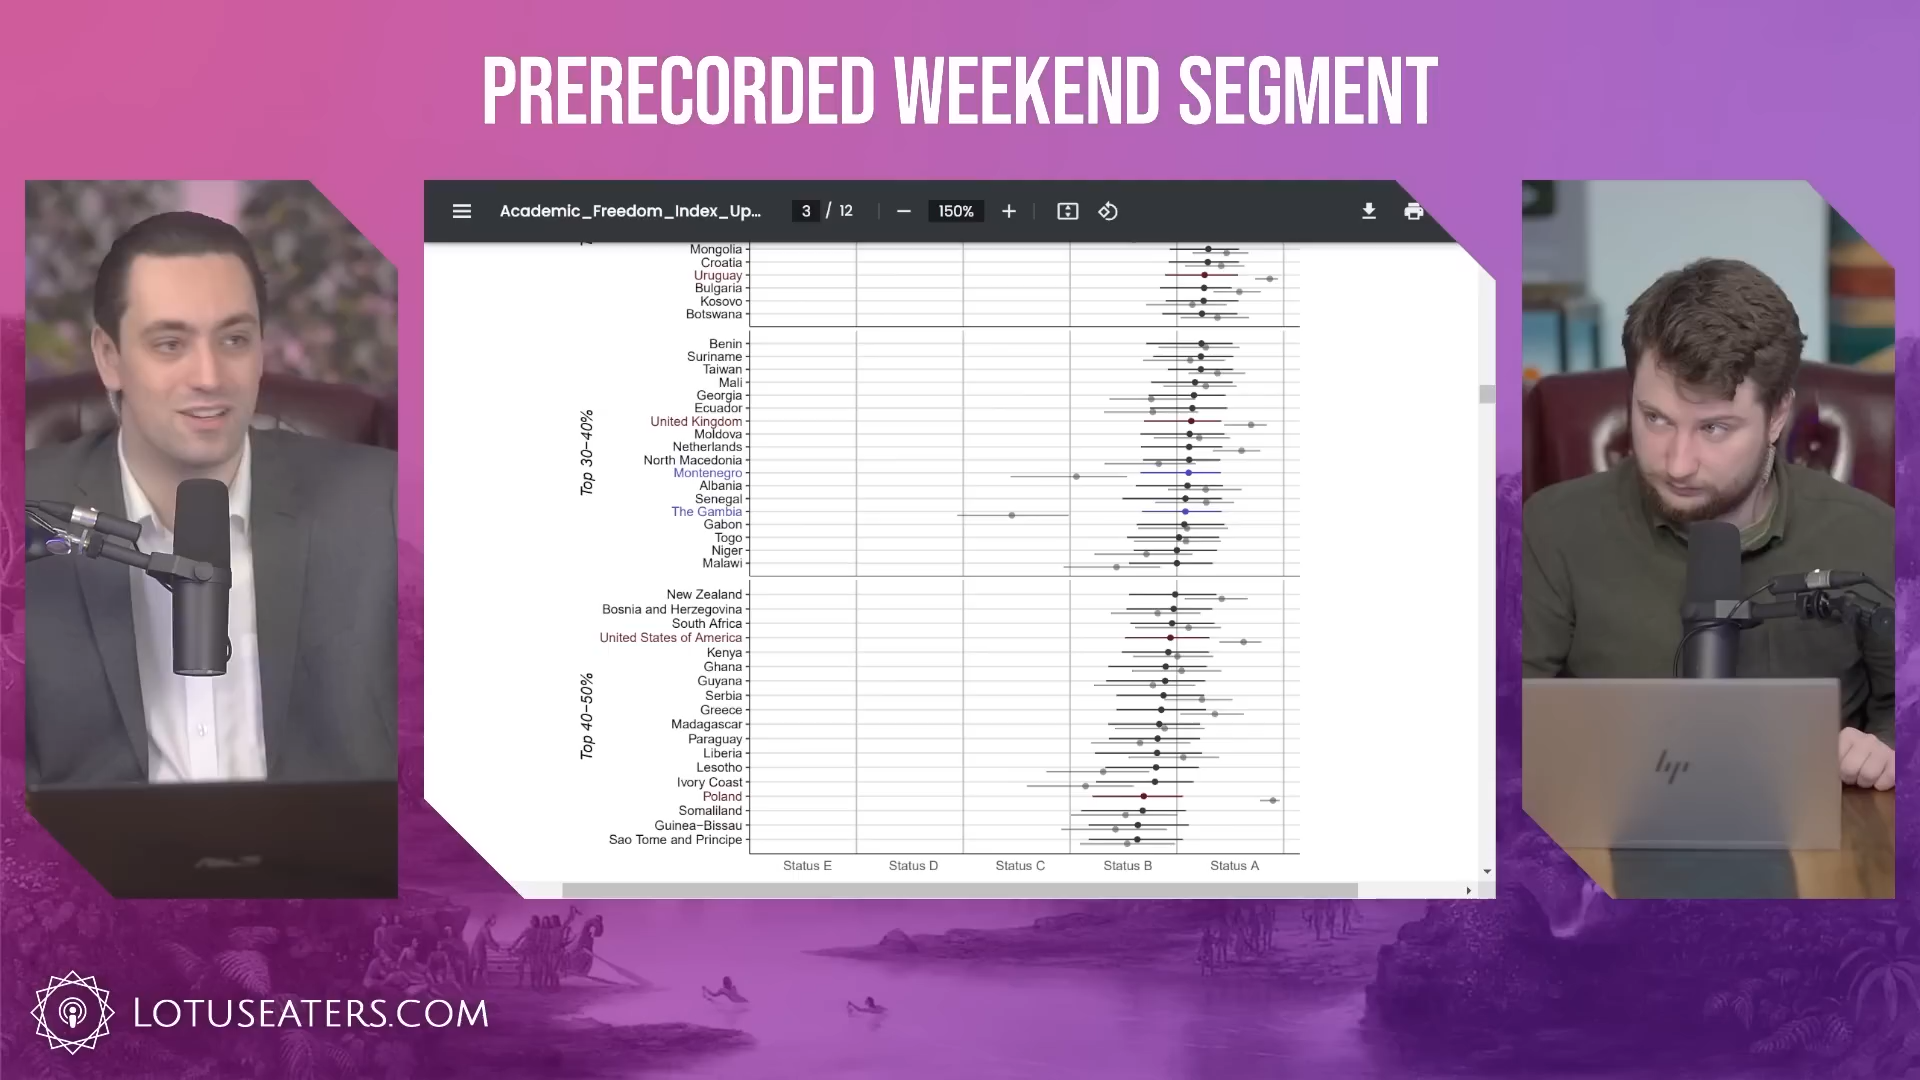 PRERECORDED WEEKEND SEGMENT
Academic_Freedom_Index_Up... 3 / 12 150%
Mongolia
Croatia
Uruguay
Bulgaria
Kosovo
Botswana
Top 30–40%
Benin
Suriname
Taiwan
Mali
Georgia
Ecuador
United Kingdom
Moldova
Netherlands
North Macedonia
Montenegro
Albania
Senegal
The Gambia
Gabon
Togo
Niger
Malawi
Top 40–50%
New Zealand
Bosnia and Herzegovina
South Africa
United States of America
Kenya
Ghana
Guyana
Serbia
Greece
Madagascar
Paraguay
Liberia
Lesotho
Ivory Coast
Poland
Somaliland
Guinea–Bissau
Sao Tome and Principe
Status E Status D Status C Status B Status A
hp
LOTUSEATERS.COM